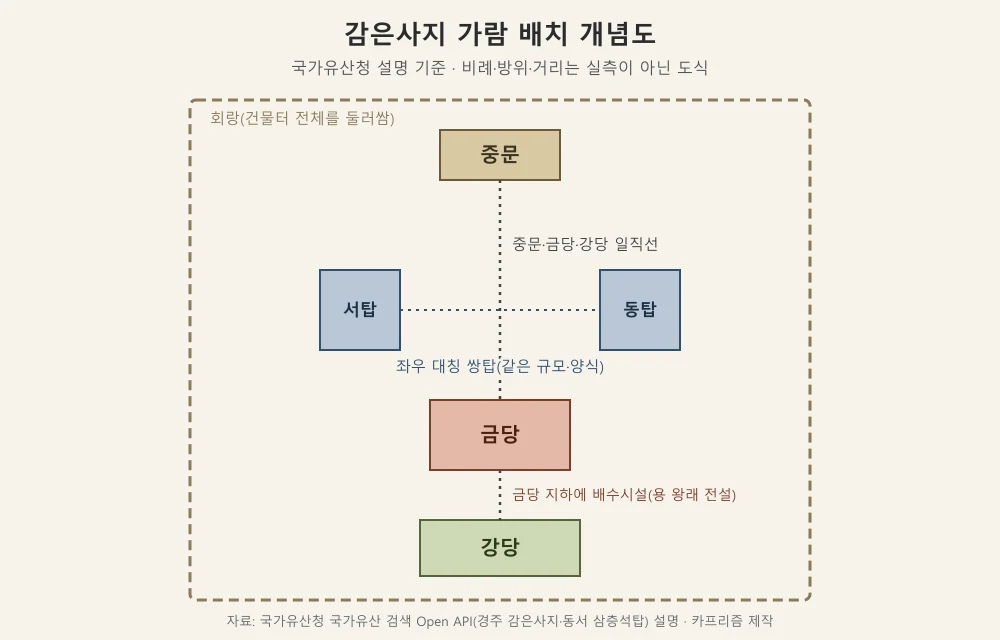 감은사지 가람 배치 개념도
국가유산청 설명 기준 · 비례·방위·거리는 실측이 아닌 도식
회랑(건물터 전체를 둘러쌈)
중문
중문·금당·강당 일직선
서탑
동탑
좌우 대칭 쌍탑(같은 규모·양식)
금당
금당 지하에 배수시설(용 왕래 전설)
강당
자료: 국가유산청 국가유산 검색 Open API(경주 감은사지·동서 삼층석탑) 설명 · 카프리즘 제작